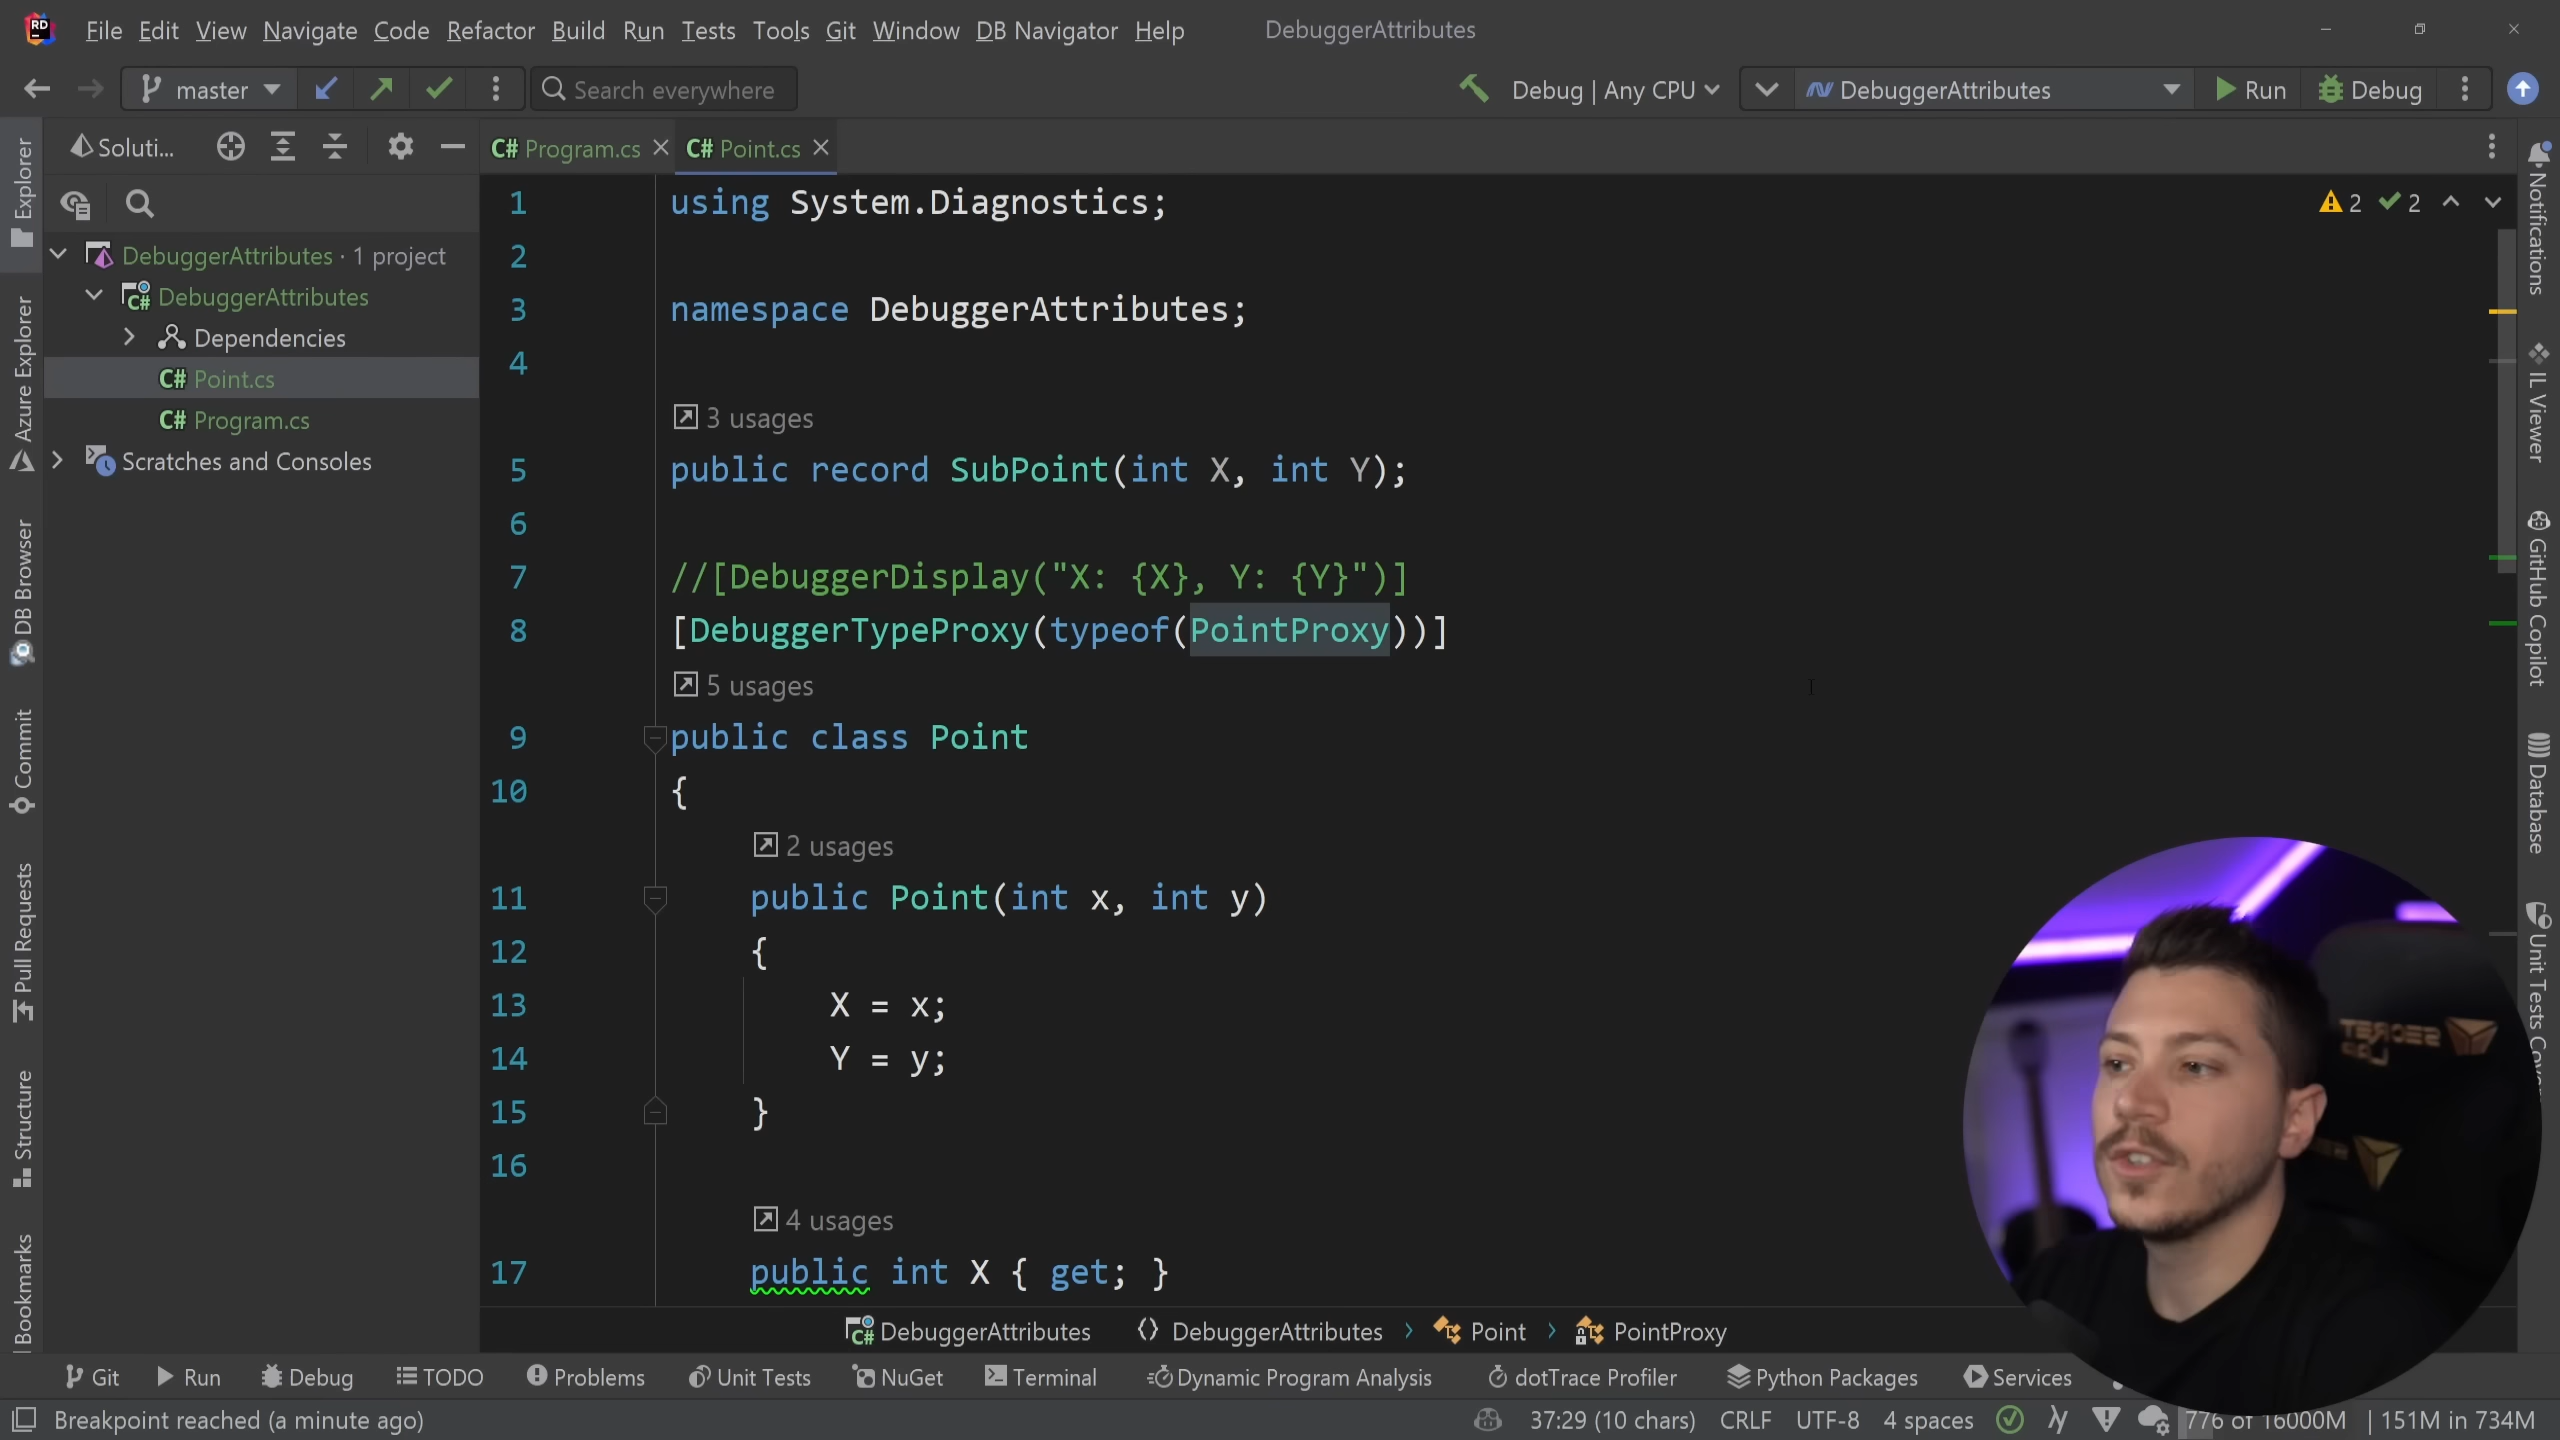 RD File Edit View Navigate Code Refactor Build Run Tests Tools Git Window DB Navigator Help DebuggerAttributes
master Search everywhere Debug | Any CPU DebuggerAttributes Run Debug
Soluti...
C# Program.cs C# Point.cs
DebuggerAttributes · 1 project
C# DebuggerAttributes
Dependencies
C# Point.cs
C# Program.cs
Scratches and Consoles
Explorer
Azure Explorer
DB Browser
Commit
Pull Requests
Structure
Bookmarks
1 using System.Diagnostics;
2
3 namespace DebuggerAttributes;
4
3 usages
5 public record SubPoint(int X, int Y);
6
7 //[DebuggerDisplay("X: {X}, Y: {Y}")]
8 [DebuggerTypeProxy(typeof(PointProxy))]
5 usages
9 public class Point
10 {
2 usages
11 public Point(int x, int y)
12 {
13 X = x;
14 Y = y;
15 }
16
4 usages
17 public int X { get; }
2 2
Notifications
IL Viewer
GitHub Copilot
Database
Unit Tests
SECRET
LAB
C# DebuggerAttributes DebuggerAttributes › Point › PointProxy
Git Run Debug TODO Problems Unit Tests NuGet Terminal Dynamic Program Analysis dotTrace Profiler Python Packages Services
Breakpoint reached (a minute ago) 37:29 (10 chars) CRLF UTF-8 4 spaces 776 of 16000M | 151M in 734M